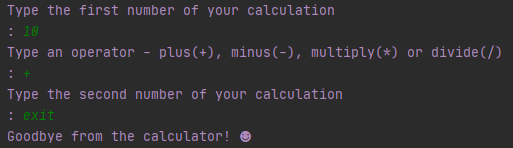 Type the first number of your calculation
: 10
Type an operator - plus(+), minus(-), multiply(*) or divide(/)
: +
Type the second number of your calculation
: exit
Goodbye from the calculator! ☻